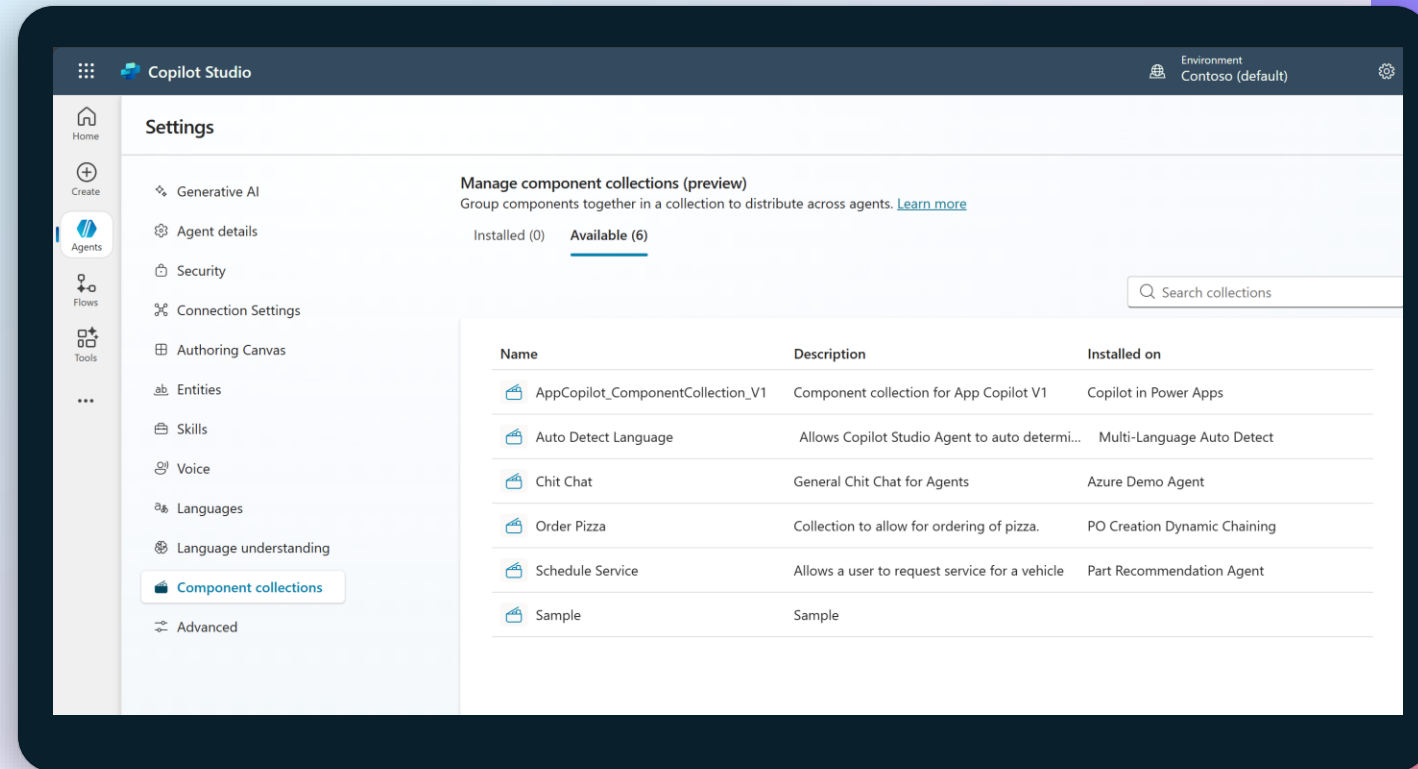 Copilot Studio
Environment
Contoso (default)
Home
Create
Agents
Flows
Tools
Settings
Generative AI
Agent details
Security
Connection Settings
Authoring Canvas
ab Entities
Skills
Voice
Languages
Language understanding
Component collections
Advanced
Manage component collections (preview)
Group components together in a collection to distribute across agents. Learn more
Installed (0) Available (6)
Search collections
Name Description Installed on
AppCopilot_ComponentCollection_V1 Component collection for App Copilot V1 Copilot in Power Apps
Auto Detect Language Allows Copilot Studio Agent to auto determi... Multi-Language Auto Detect
Chit Chat General Chit Chat for Agents Azure Demo Agent
Order Pizza Collection to allow for ordering of pizza. PO Creation Dynamic Chaining
Schedule Service Allows a user to request service for a vehicle Part Recommendation Agent
Sample Sample